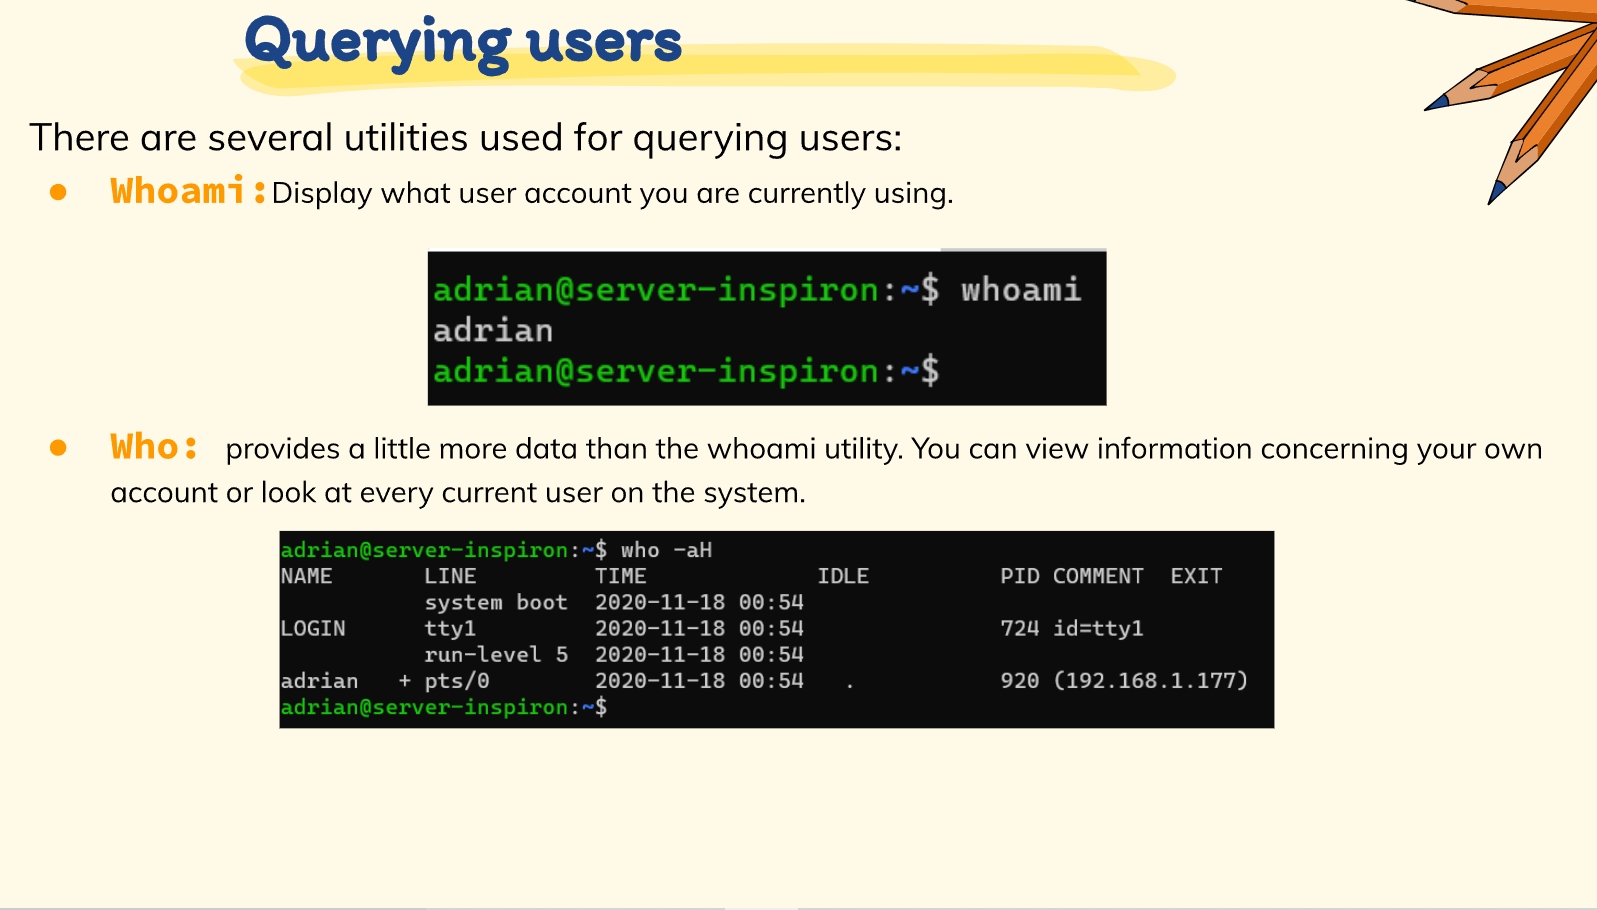 Querying users
There are several utilities used for querying users:
● Whoami: Display what user account you are currently using.
adrian@server-inspiron:~$ whoami
adrian
adrian@server-inspiron:~$
● Who: provides a little more data than the whoami utility. You can view information concerning your own
account or look at every current user on the system.
adrian@server-inspiron:~$ who -aH
NAME       LINE         TIME             IDLE          PID COMMENT  EXIT
           system boot  2020-11-18 00:54
LOGIN      tty1         2020-11-18 00:54               724 id=tty1
           run-level 5  2020-11-18 00:54
adrian   + pts/0        2020-11-18 00:54   .           920 (192.168.1.177)
adrian@server-inspiron:~$